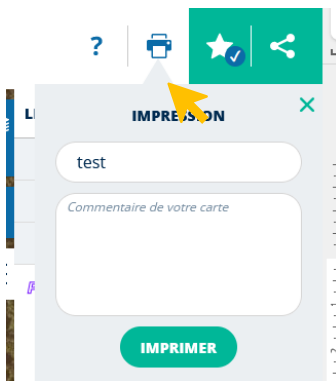 ?
IMPRESSION
test
Commentaire de votre carte
IMPRIMER